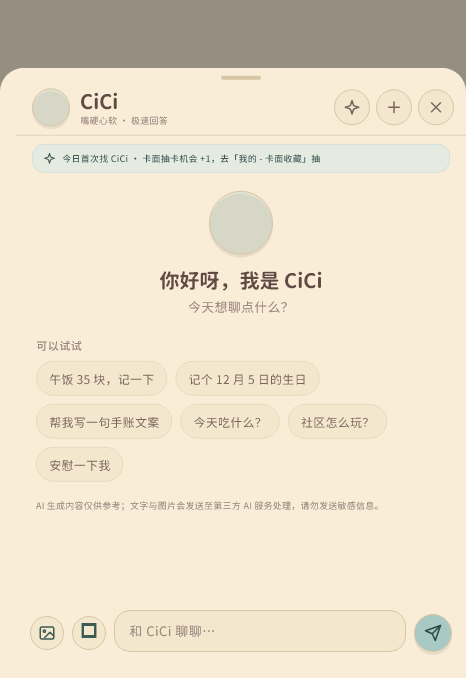 CiCi
嘴硬心软 · 极速回答
今日首次找 CiCi · 卡面抽卡机会 +1，去「我的 - 卡面收藏」抽
你好呀，我是 CiCi
今天想聊点什么？
可以试试
午饭 35 块，记一下
记个 12 月 5 日的生日
帮我写一句手账文案
今天吃什么？
社区怎么玩？
安慰一下我
AI 生成内容仅供参考；文字与图片会发送至第三方 AI 服务处理，请勿发送敏感信息。
和 CiCi 聊聊…